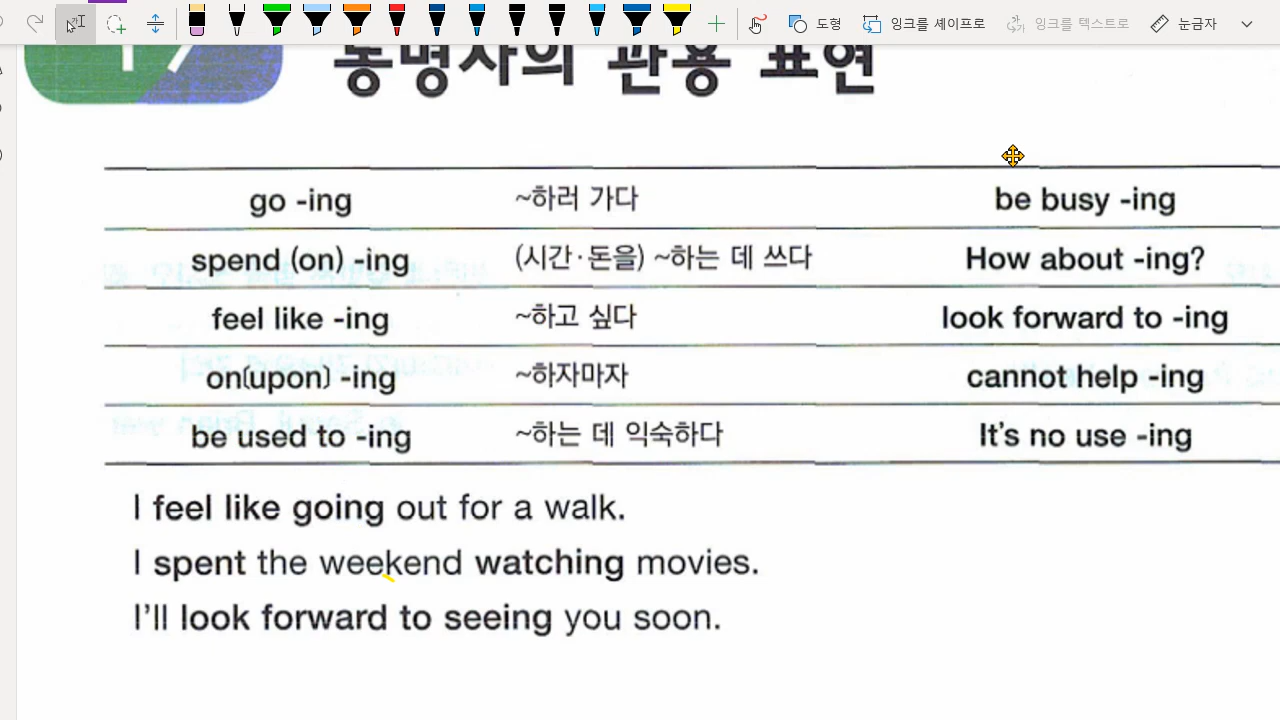 도형
잉크를 셰이프로
잉크를 텍스트로
눈금자
17 동명사의 관용 표현
go -ing ~하러 가다 be busy -ing
spend (on) -ing (시간·돈을) ~하는 데 쓰다 How about -ing?
feel like -ing ~하고 싶다 look forward to -ing
on(upon) -ing ~하자마자 cannot help -ing
be used to -ing ~하는 데 익숙하다 It's no use -ing
I feel like going out for a walk.
I spent the weekend watching movies.
I'll look forward to seeing you soon.